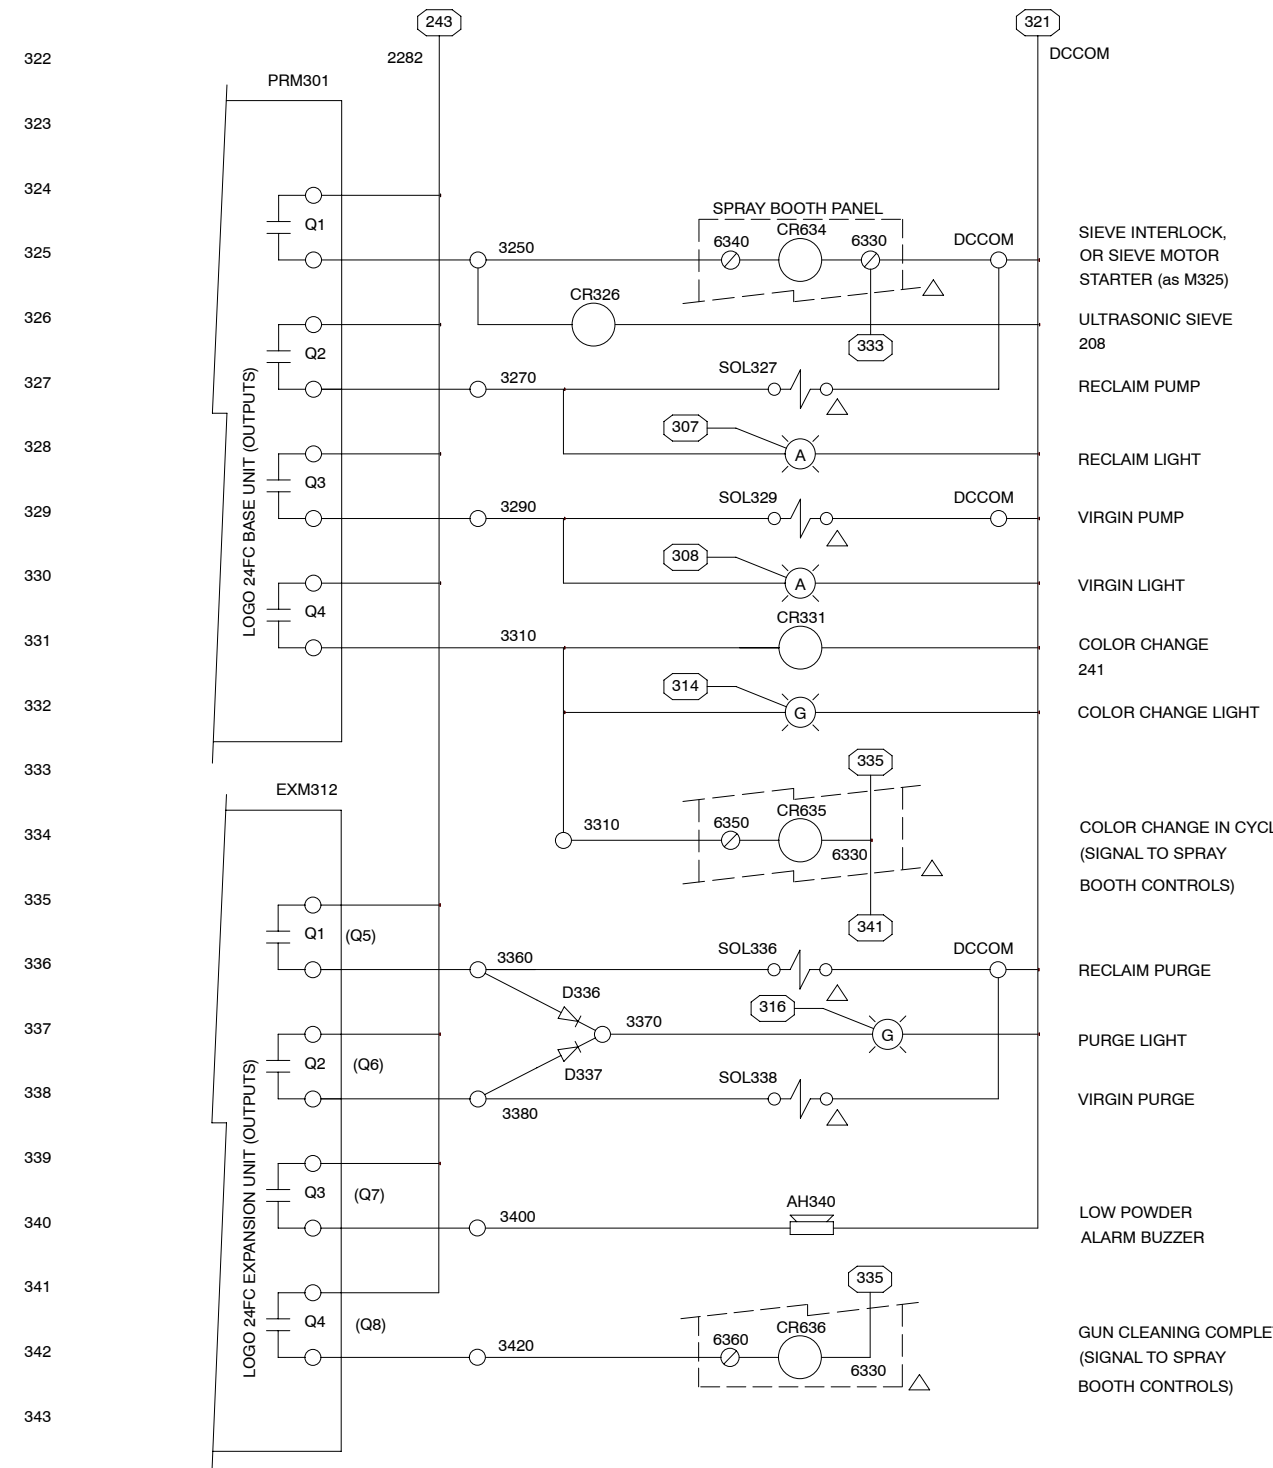 243
321
322
2282
DCCOM
PRM301
323
324
Q1
SPRAY BOOTH PANEL
325
3250
6340
CR634
6330
DCCOM
SIEVE INTERLOCK,
OR SIEVE MOTOR
STARTER (as M325)
CR326
326
Q2
333
ULTRASONIC SIEVE
208
327
3270
SOL327
RECLAIM PUMP
307
328
A
RECLAIM LIGHT
Q3
329
3290
SOL329
DCCOM
VIRGIN PUMP
308
330
A
VIRGIN LIGHT
Q4
LOGO 24FC BASE UNIT (OUTPUTS)
331
3310
CR331
COLOR CHANGE
241
314
332
G
COLOR CHANGE LIGHT
333
335
EXM312
334
3310
6350
CR635
6330
COLOR CHANGE IN CYCL
(SIGNAL TO SPRAY
BOOTH CONTROLS)
335
341
Q1
(Q5)
336
3360
SOL336
DCCOM
RECLAIM PURGE
D336
316
337
3370
G
PURGE LIGHT
Q2
(Q6)
D337
338
3380
SOL338
VIRGIN PURGE
LOGO 24FC EXPANSION UNIT (OUTPUTS)
339
Q3
(Q7)
340
3400
AH340
LOW POWDER
ALARM BUZZER
341
335
Q4
(Q8)
342
3420
6360
CR636
6330
GUN CLEANING COMPLE
(SIGNAL TO SPRAY
BOOTH CONTROLS)
343